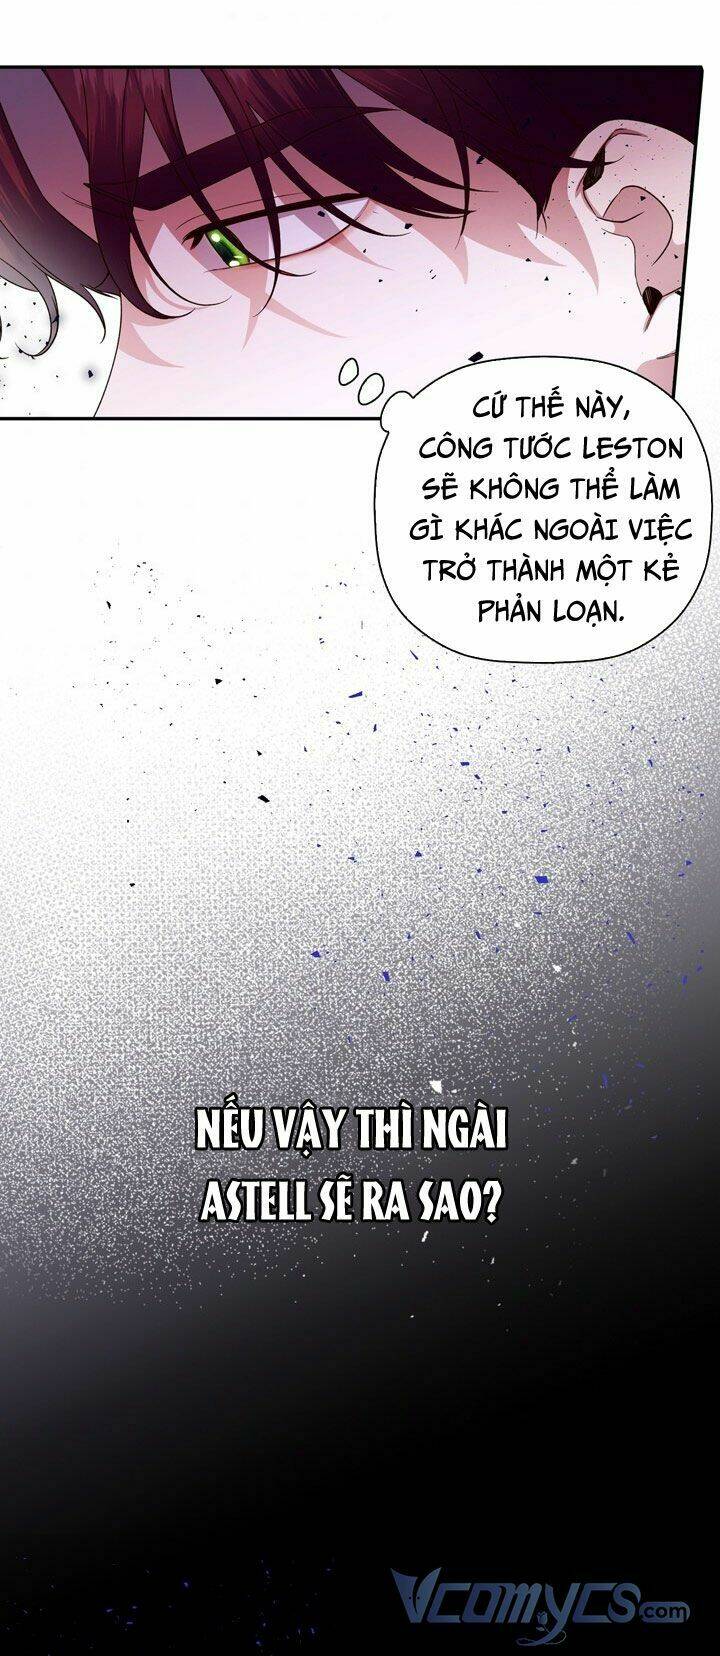 CỨ THẾ NÀY,
CÔNG TƯỚC LESTON
SẼ KHÔNG THỂ LÀM
GÌ KHÁC NGOÀI VIỆC
TRỞ THÀNH MỘT KẺ
PHẢN LOẠN.
NẾU VẬY THÌ NGÀI
ASTELL SẼ RA SAO?
VCOMYCS.com